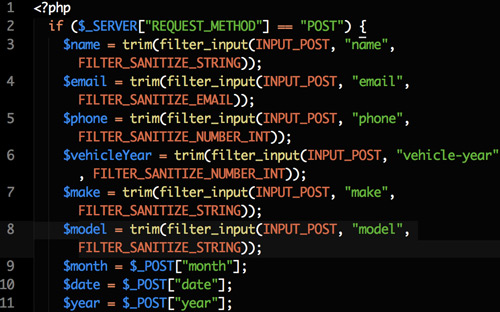 1 <?php
2 if ($_SERVER["REQUEST_METHOD"] == "POST") {
3 $name = trim(filter_input(INPUT_POST, "name",
FILTER_SANITIZE_STRING));
4 $email = trim(filter_input(INPUT_POST, "email",
FILTER_SANITIZE_EMAIL));
5 $phone = trim(filter_input(INPUT_POST, "phone",
FILTER_SANITIZE_NUMBER_INT));
6 $vehicleYear = trim(filter_input(INPUT_POST, "vehicle-year"
, FILTER_SANITIZE_NUMBER_INT));
7 $make = trim(filter_input(INPUT_POST, "make",
FILTER_SANITIZE_STRING));
8 $model = trim(filter_input(INPUT_POST, "model",
FILTER_SANITIZE_STRING));
9 $month = $_POST["month"];
10 $date = $_POST["date"];
11 $year = $_POST["year"];